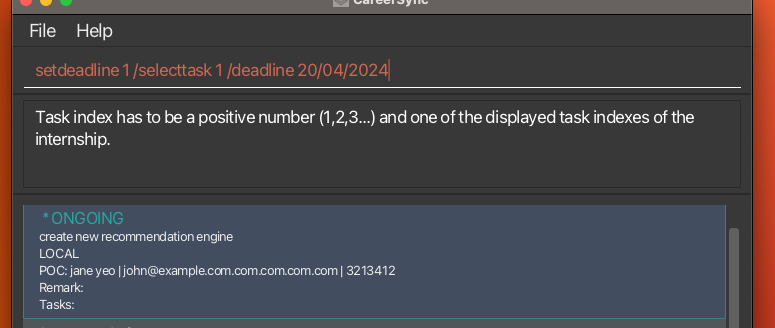 CareerSync
File Help
setdeadline 1 /selecttask 1 /deadline 20/04/2024
Task index has to be a positive number (1,2,3...) and one of the displayed task indexes of the
internship.
* ONGOING
create new recommendation engine
LOCAL
POC: jane yeo | john@example.com.com.com.com.com | 3213412
Remark:
Tasks: